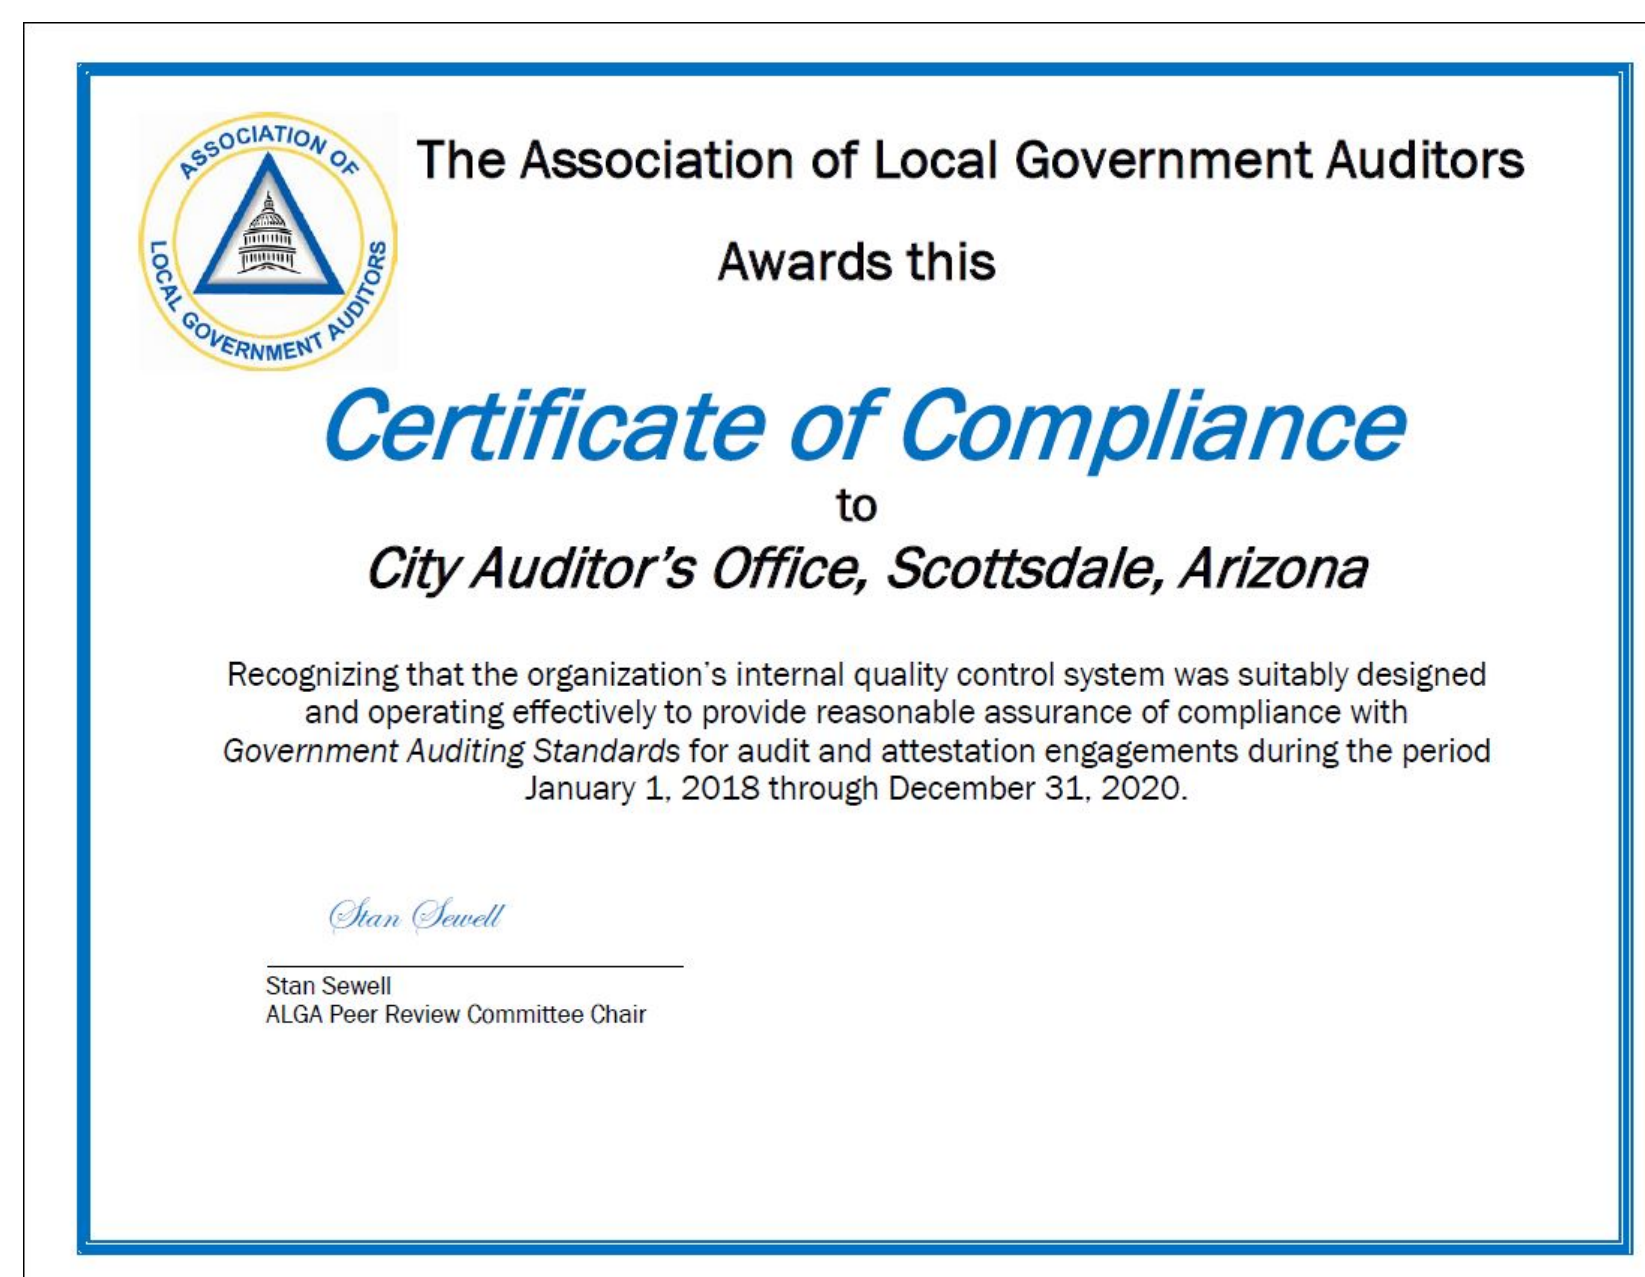 ASSOCIATION OF
LOCAL GOVERNMENT AUDITORS
The Association of Local Government Auditors
Awards this
Certificate of Compliance
to
City Auditor's Office, Scottsdale, Arizona
Recognizing that the organization's internal quality control system was suitably designed
and operating effectively to provide reasonable assurance of compliance with
Government Auditing Standards for audit and attestation engagements during the period
January 1, 2018 through December 31, 2020.
Stan Sewell
Stan Sewell
ALGA Peer Review Committee Chair